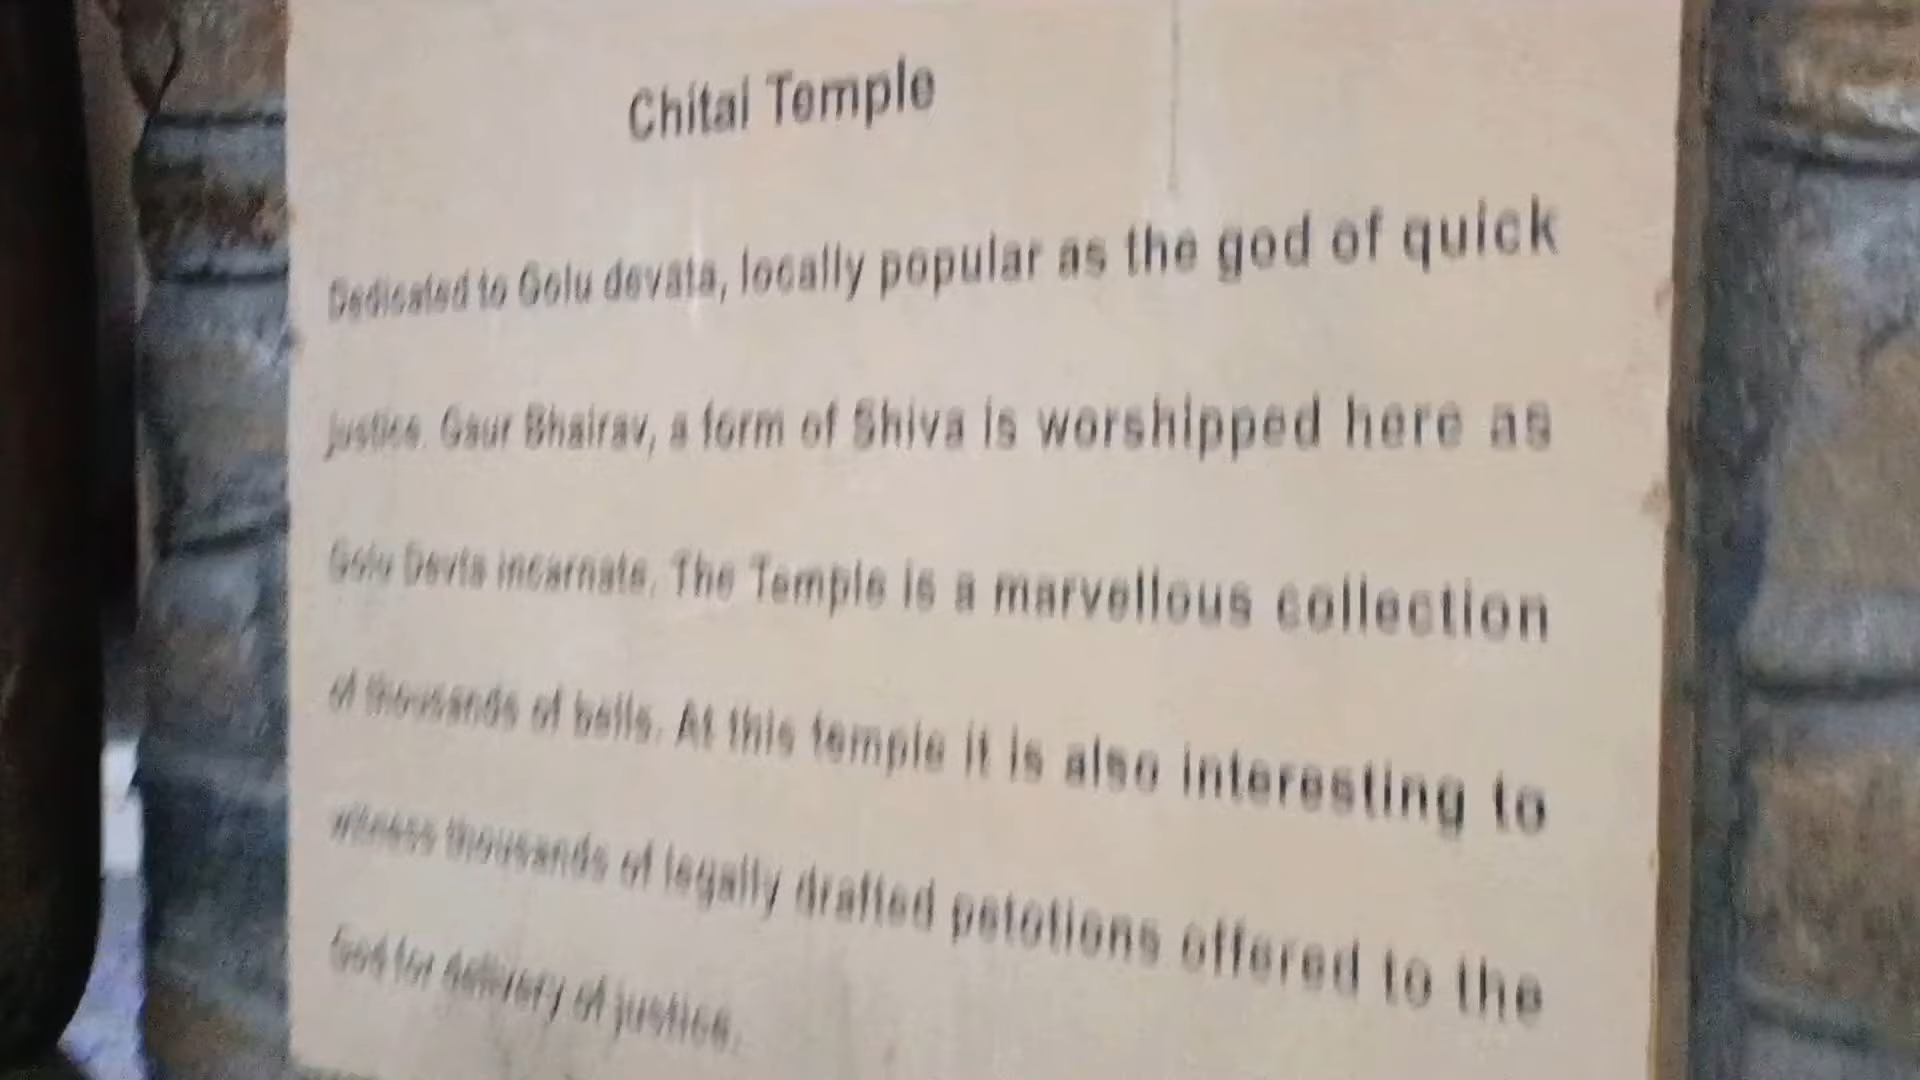 Chitai Temple
Dedicated to Golu devata, locally popular as the god of quick
justice. Gaur Bhairav, a form of Shiva is worshipped here as
Golu Devta incarnate. The Temple is a marvellous collection
of thousands of bells. At this temple it is also interesting to
witness thousands of legally drafted petotions offered to the
God for delivery of justice.